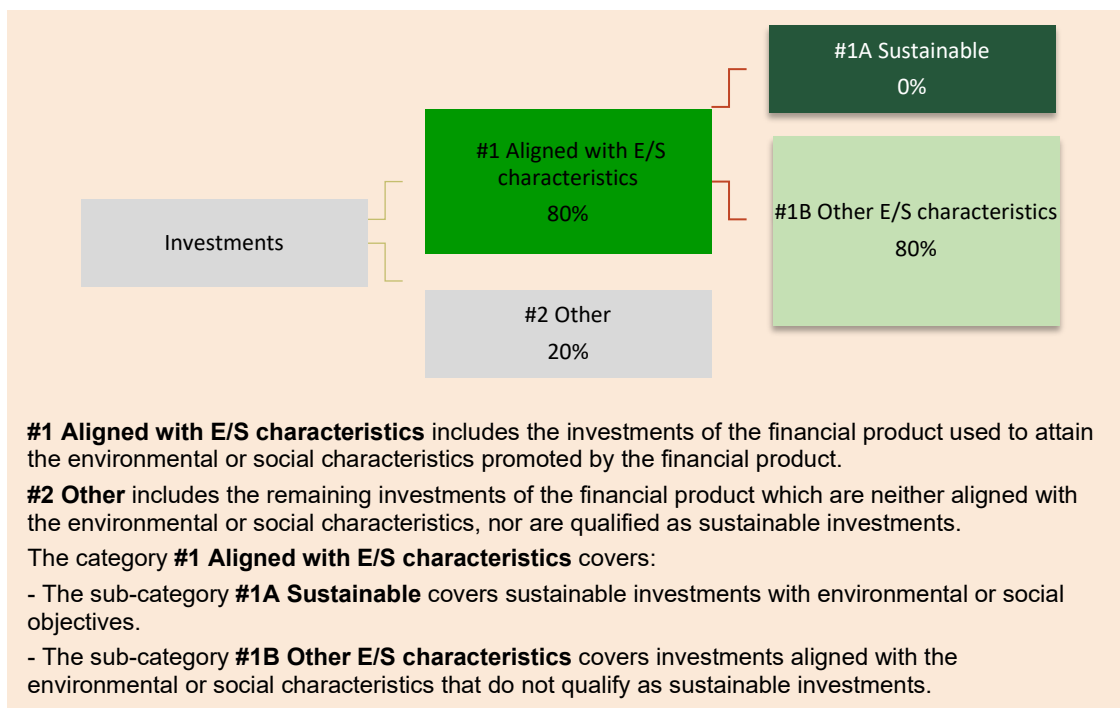 #1A Sustainable
0%
#1 Aligned with E/S
characteristics
80%
#1B Other E/S characteristics
80%
Investments
#2 Other
20%
#1 Aligned with E/S characteristics includes the investments of the financial product used to attain
the environmental or social characteristics promoted by the financial product.
#2 Other includes the remaining investments of the financial product which are neither aligned with
the environmental or social characteristics, nor are qualified as sustainable investments.
The category #1 Aligned with E/S characteristics covers:
- The sub-category #1A Sustainable covers sustainable investments with environmental or social
objectives.
- The sub-category #1B Other E/S characteristics covers investments aligned with the
environmental or social characteristics that do not qualify as sustainable investments.